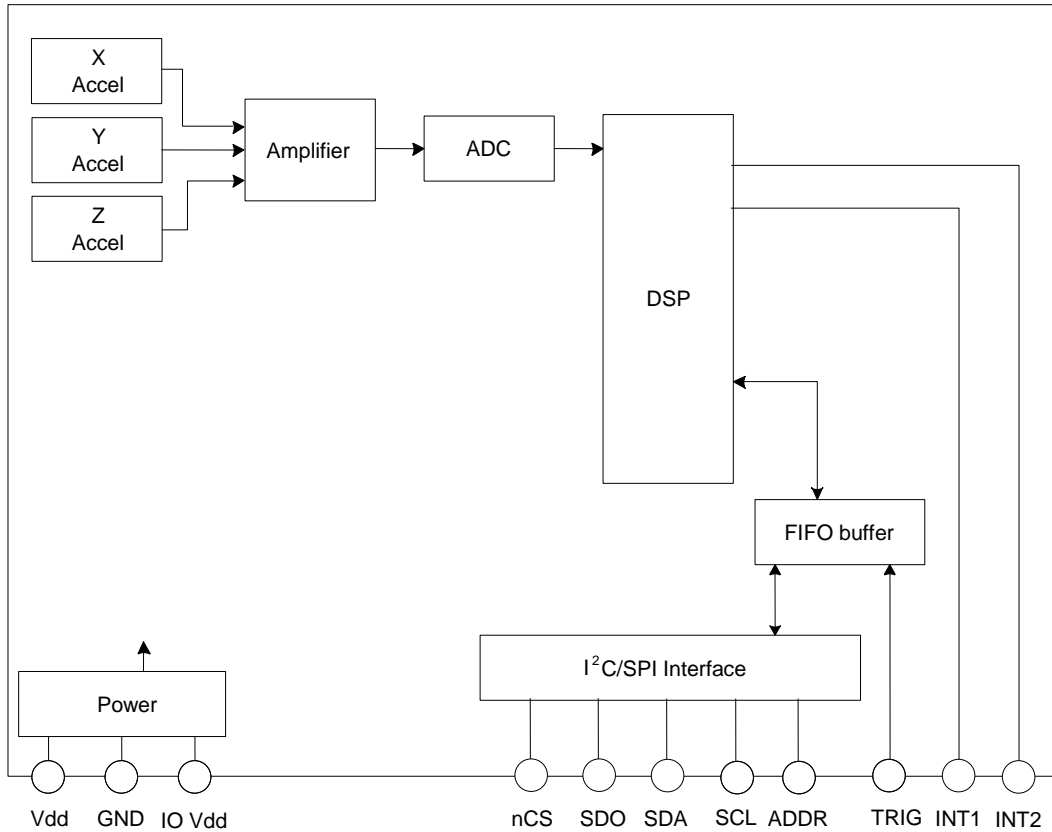 X
Accel
Y
Accel
Z
Accel
Amplifier
ADC
DSP
FIFO buffer
I²C/SPI Interface
Power
Vdd GND IO Vdd nCS SDO SDA SCL ADDR TRIG INT1 INT2